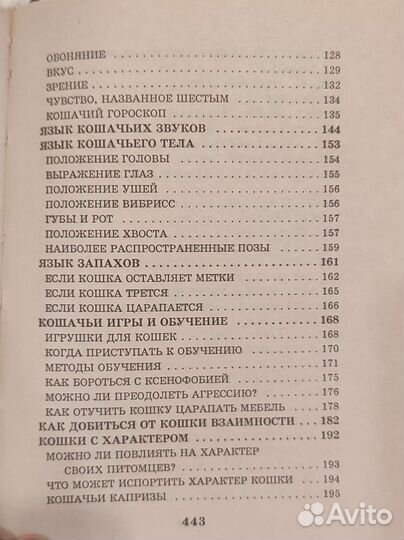 ОБОНЯНИЕ 128
ВКУС 129
ЗРЕНИЕ 132
ЧУВСТВО, НАЗВАННОЕ ШЕСТЫМ 134
КОШАЧИЙ ГОРОСКОП 135
ЯЗЫК КОШАЧЬИХ ЗВУКОВ 144
ЯЗЫК КОШАЧЬЕГО ТЕЛА 153
ПОЛОЖЕНИЕ ГОЛОВЫ 154
ВЫРАЖЕНИЕ ГЛАЗ 155
ПОЛОЖЕНИЕ УШЕЙ 156
ПОЛОЖЕНИЕ ВИБРИСС 156
ГУБЫ И РОТ 157
ПОЛОЖЕНИЕ ХВОСТА 157
НАИБОЛЕЕ РАСПРОСТРАНЕННЫЕ ПОЗЫ 159
ЯЗЫК ЗАПАХОВ 161
ЕСЛИ КОШКА ОСТАВЛЯЕТ МЕТКИ 162
ЕСЛИ КОШКА ТРЕТСЯ 165
ЕСЛИ КОШКА ЦАРАПАЕТСЯ 166
КОШАЧЬИ ИГРЫ И ОБУЧЕНИЕ 168
ИГРУШКИ ДЛЯ КОШЕК 168
КОГДА ПРИСТУПАТЬ К ОБУЧЕНИЮ 170
МЕТОДЫ ОБУЧЕНИЯ 171
КАК БОРОТЬСЯ С КСЕНОФОБИЕЙ 175
МОЖНО ЛИ ПРЕОДОЛЕТЬ АГРЕССИЮ? 176
КАК ОТУЧИТЬ КОШКУ ЦАРАПАТЬ МЕБЕЛЬ 178
КАК ДОБИТЬСЯ ОТ КОШКИ ВЗАИМНОСТИ 182
КОШКИ С ХАРАКТЕРОМ 192
МОЖНО ЛИ ПОВЛИЯТЬ НА ХАРАКТЕР
СВОИХ ПИТОМЦЕВ? 193
ЧТО МОЖЕТ ИСПОРТИТЬ ХАРАКТЕР КОШКИ 194
КОШАЧЬИ КАПРИЗЫ 195
443
Avito